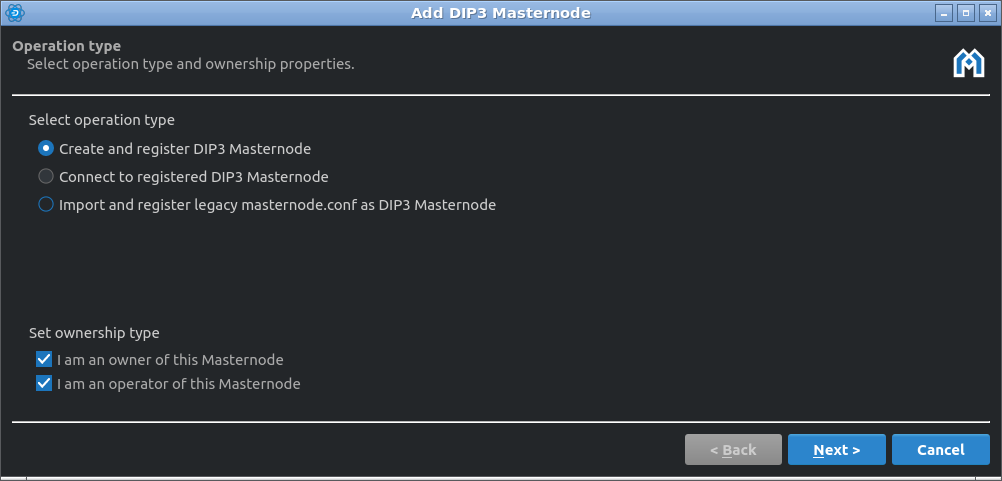 Add DIP3 Masternode
Operation type
Select operation type and ownership properties.
Select operation type
Create and register DIP3 Masternode
Connect to registered DIP3 Masternode
Import and register legacy masternode.conf as DIP3 Masternode
Set ownership type
I am an owner of this Masternode
I am an operator of this Masternode
< Back
Next >
Cancel